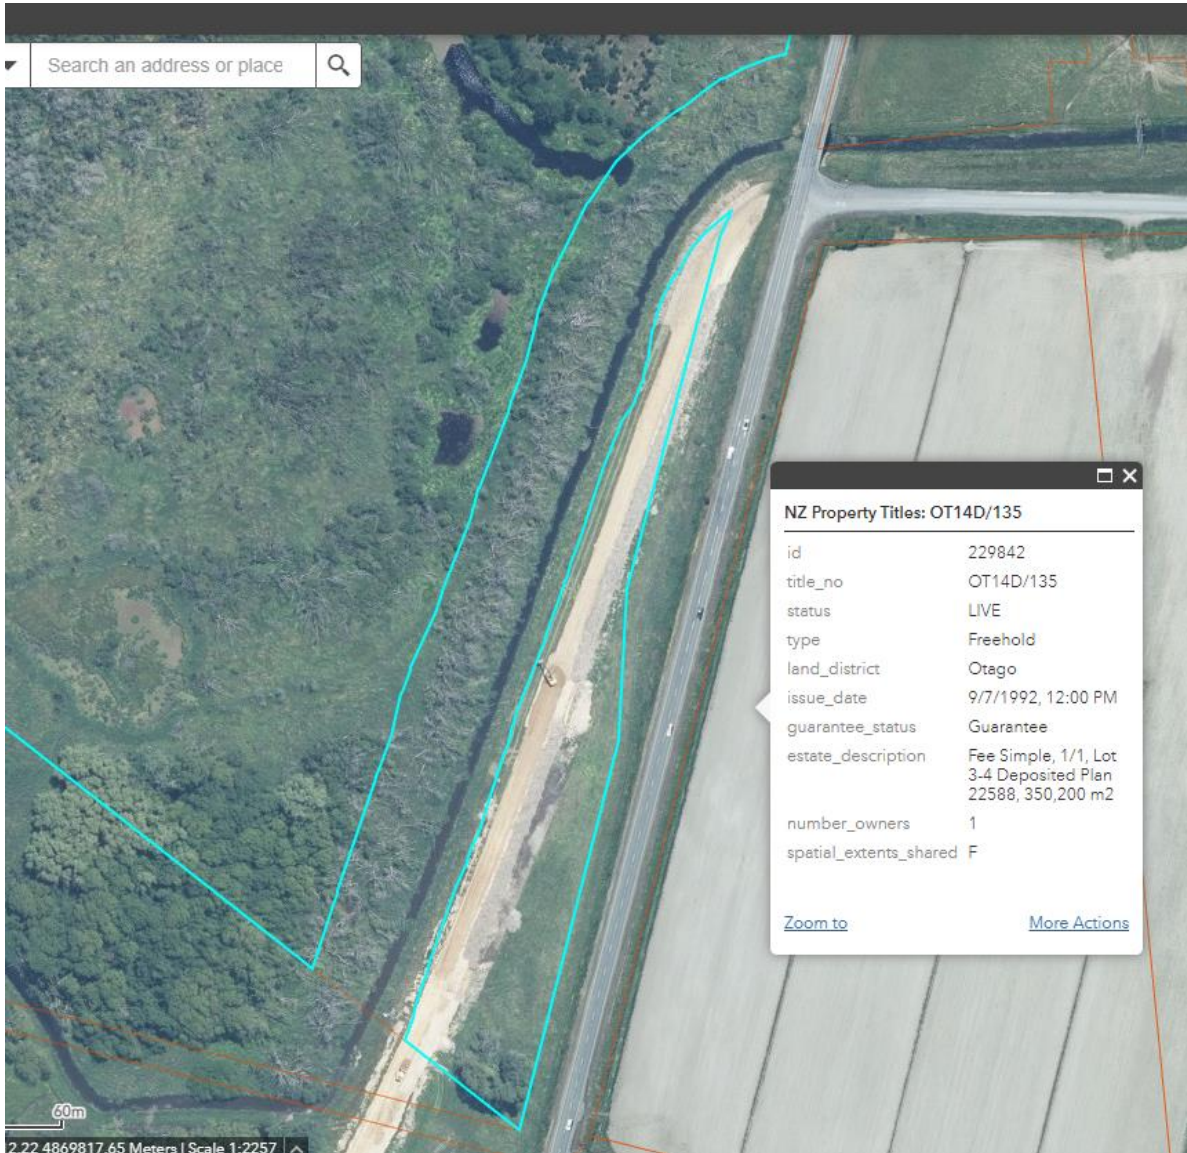 Search an address or place
NZ Property Titles: OT14D/135
id 229842
title_no OT14D/135
status LIVE
type Freehold
land_district Otago
issue_date 9/7/1992, 12:00 PM
guarantee_status Guarantee
estate_description Fee Simple, 1/1, Lot
3-4 Deposited Plan
22588, 350,200 m2
number_owners 1
spatial_extents_shared F
Zoom to More Actions
60m
2.22 4869817.65 Meters | Scale 1:2257